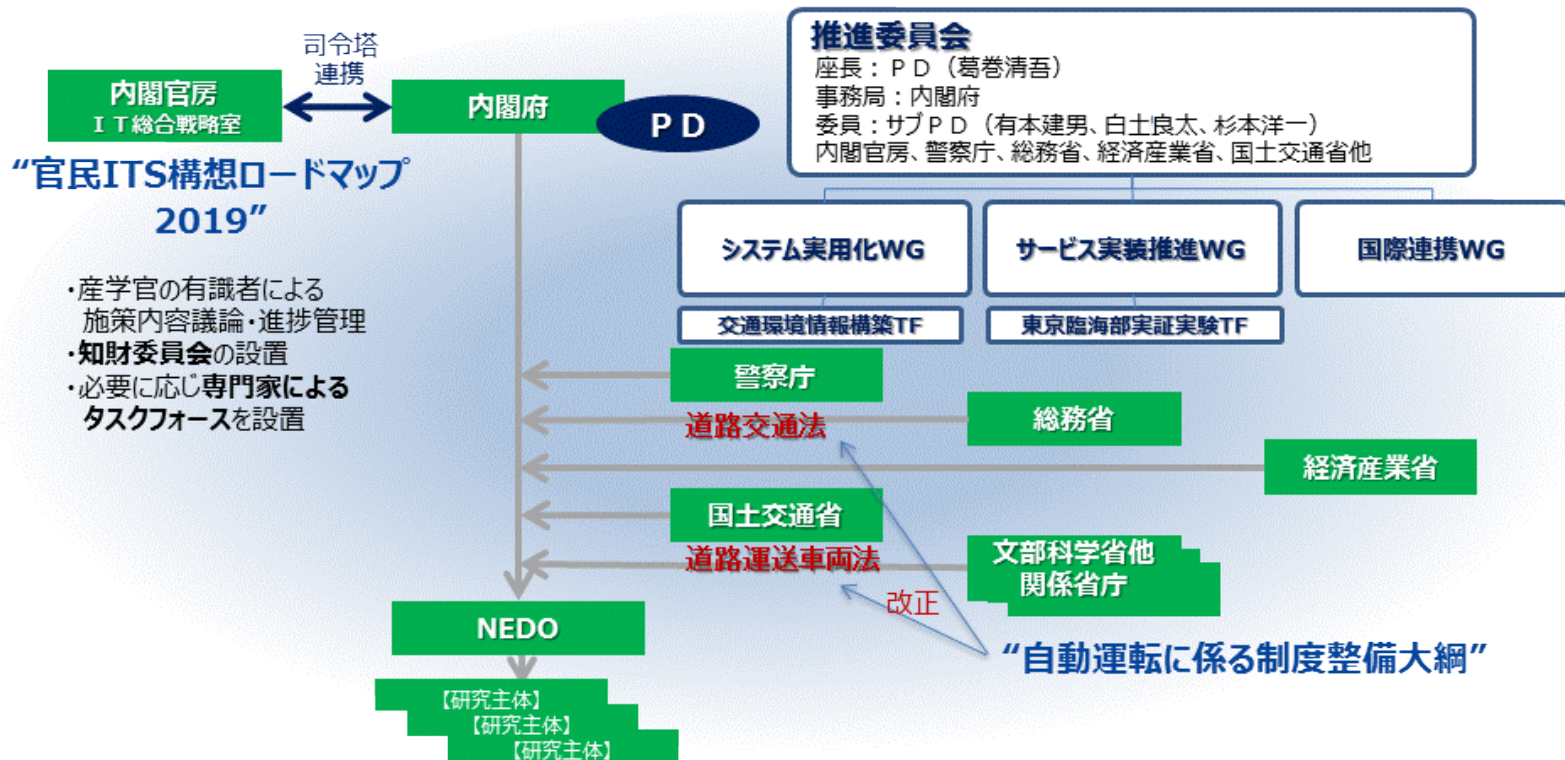 司令塔
連携
内閣官房
IT総合戦略室
内閣府
PD
“官民ITS構想ロードマップ
2019”
・産学官の有識者による
施策内容議論・進捗管理
・知財委員会の設置
・必要に応じ専門家による
タスクフォースを設置
推進委員会
座長：PD（葛巻清吾）
事務局：内閣府
委員：サブPD（有本建男、白土良太、杉本洋一）
内閣官房、警察庁、総務省、経済産業省、国土交通省他
システム実用化WG
サービス実装推進WG
国際連携WG
交通環境情報構築TF
東京臨海部実証実験TF
警察庁
道路交通法
総務省
経済産業省
国土交通省
道路運送車両法
文部科学省他
関係省庁
改正
“自動運転に係る制度整備大綱”
NEDO
【研究主体】
【研究主体】
【研究主体】